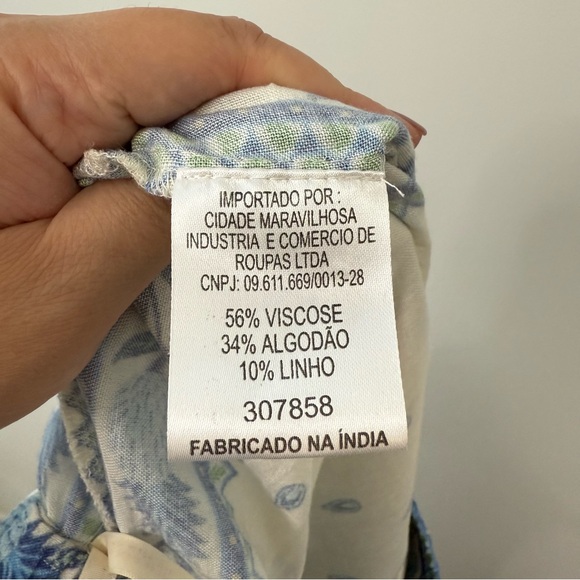 IMPORTADO POR :
CIDADE MARAVILHOSA
INDUSTRIA E COMERCIO DE
ROUPAS LTDA
CNPJ: 09.611.669/0013-28
56% VISCOSE
34% ALGODÃO
10% LINHO
307858
FABRICADO NA ÍNDIA